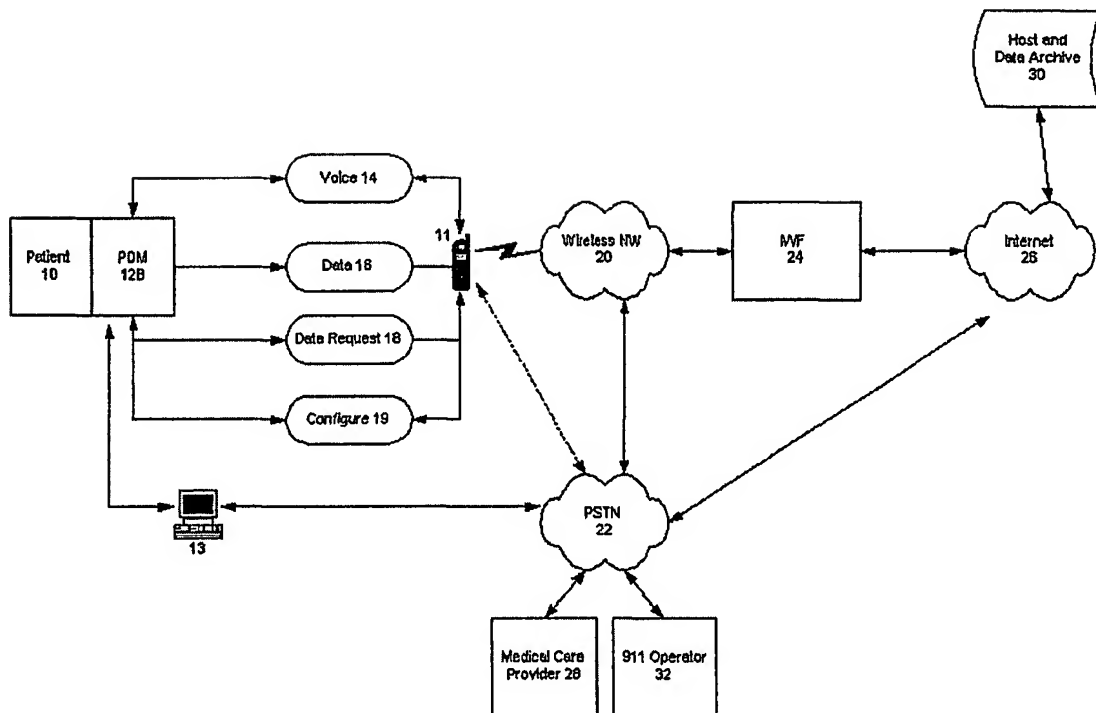 Host and
Data Archive
30
Voice 14
Patient
10
PDM
12B
11
Data 16
Wireless NW
20
IWF
24
Internet
26
Data Request 18
Configure 19
13
PSTN
22
Medical Care
Provider 28
911 Operator
32